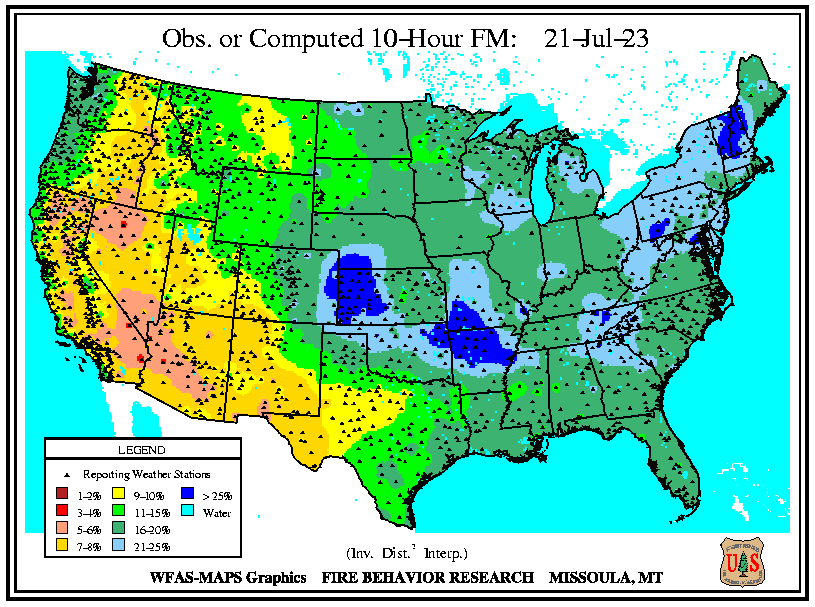 Obs. or Computed 10-Hour FM: 21-Jul-23
LEGEND
Reporting Weather Stations
1-2% 9-10% > 25%
3-4% 11-15% Water
5-6% 16-20%
7-8% 21-25%
(Inv. Dist.² Interp.)
WFAS-MAPS Graphics FIRE BEHAVIOR RESEARCH MISSOULA, MT
U S